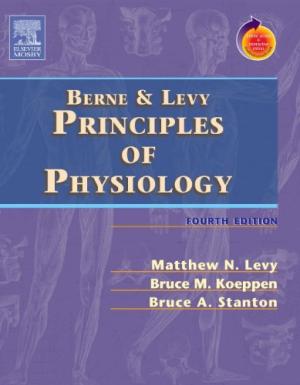 ELSEVIER
MOSBY
BERNE & LEVY
PRINCIPLES
OF
PHYSIOLOGY
FOURTH EDITION
Matthew N. Levy
Bruce M. Koeppen
Bruce A. Stanton